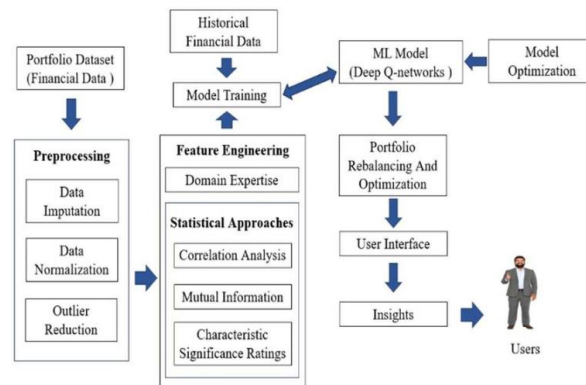 Portfolio Dataset
(Financial Data )
Preprocessing
Data
Imputation
Data
Normalization
Outlier
Reduction
Historical
Financial Data
Model Training
Feature Engineering
Domain Expertise
Statistical Approaches
Correlation Analysis
Mutual Information
Characteristic
Significance Ratings
ML Model
(Deep Q-networks )
Model
Optimization
Portfolio
Rebalancing And
Optimization
User Interface
Insights
Users